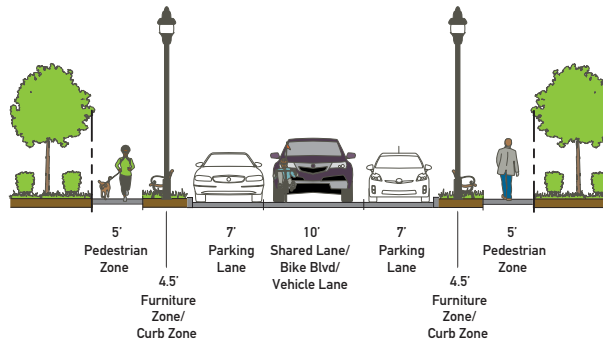 5'
Pedestrian
Zone
4.5'
Furniture
Zone/
Curb Zone
7'
Parking
Lane
10'
Shared Lane/
Bike Blvd/
Vehicle Lane
7'
Parking
Lane
4.5'
Furniture
Zone/
Curb Zone
5'
Pedestrian
Zone